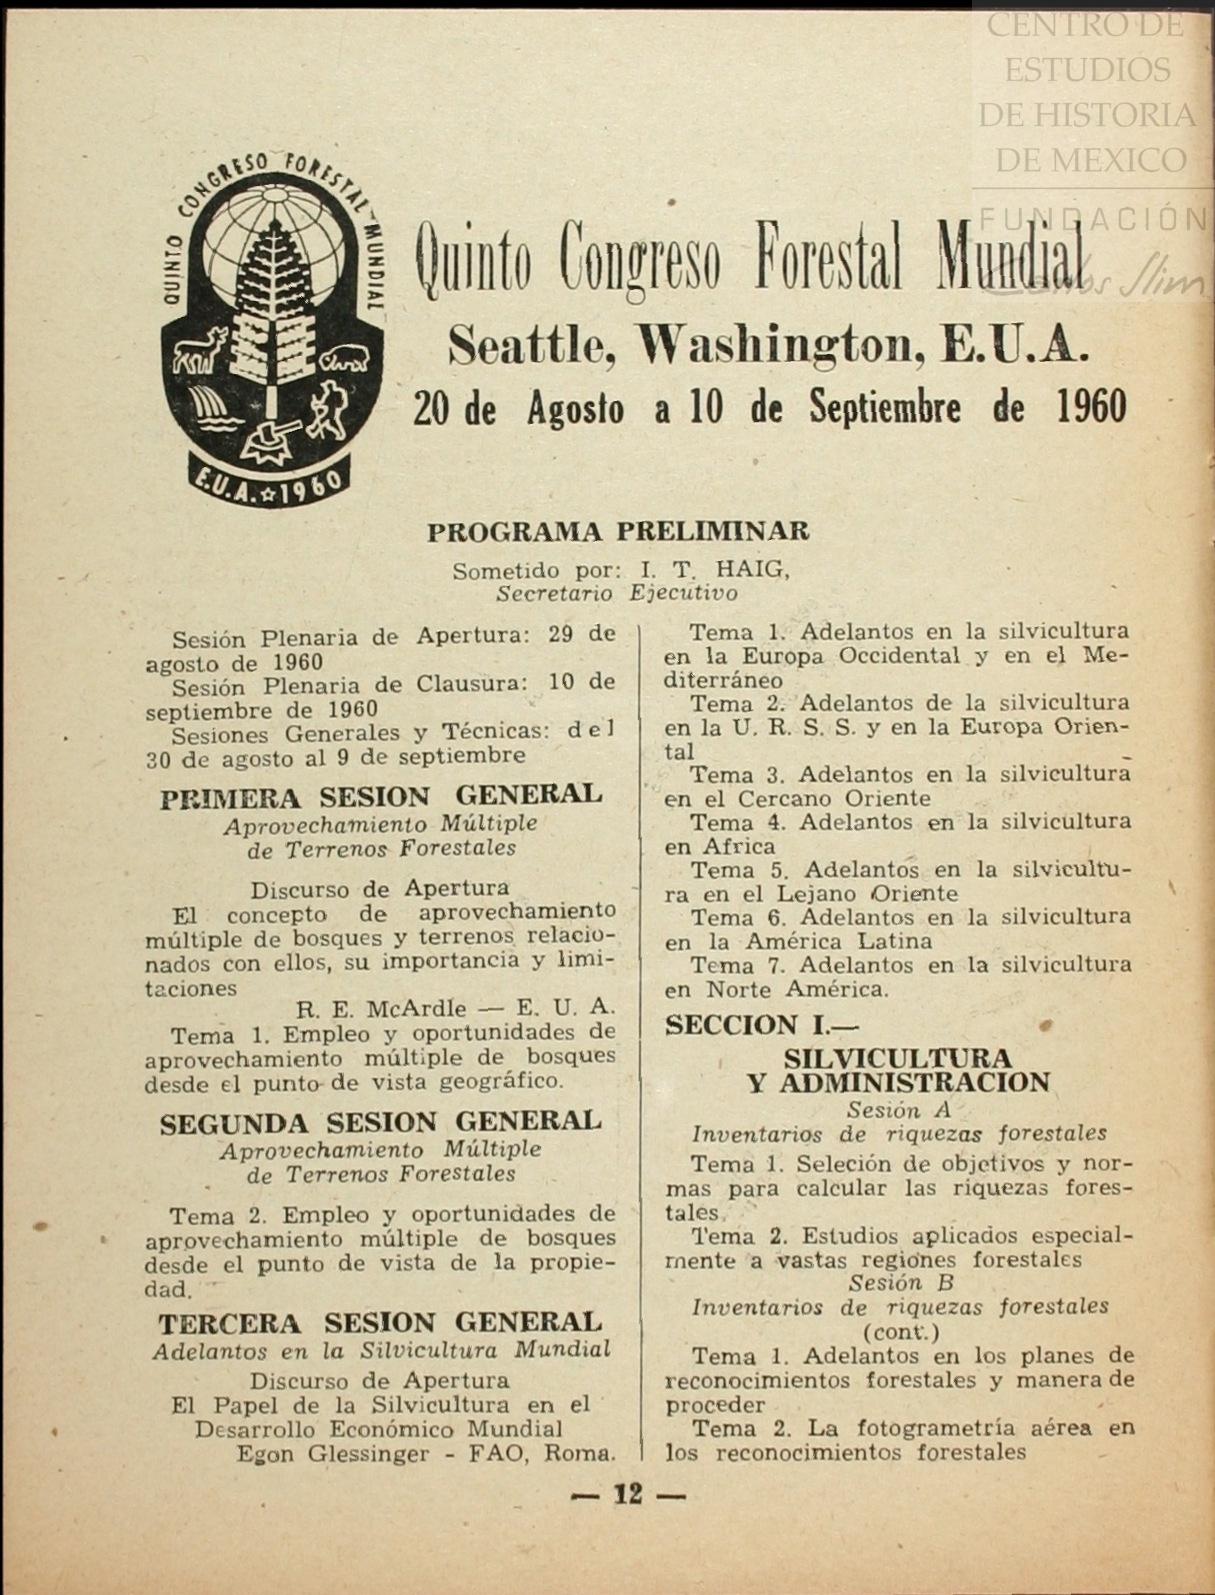 CENTRO DE
ESTUDIOS
DE HISTORIA
DE MEXICO
FUNDACIÓN
Carlos Slim
QUINTO CONGRESO FORESTAL MUNDIAL
E.U.A. ☆ 1960
Quinto Congreso Forestal Mundial
Seattle, Washington, E.U.A.
20 de Agosto a 10 de Septiembre de 1960
PROGRAMA PRELIMINAR
Sometido por: I. T. HAIG,
Secretario Ejecutivo
Sesión Plenaria de Apertura: 29 de
agosto de 1960
Sesión Plenaria de Clausura: 10 de
septiembre de 1960
Sesiones Generales y Técnicas: del
30 de agosto al 9 de septiembre
PRIMERA SESION GENERAL
Aprovechamiento Múltiple
de Terrenos Forestales
Discurso de Apertura
El concepto de aprovechamiento
múltiple de bosques y terrenos relacio-
nados con ellos, su importancia y limi-
taciones
R. E. McArdle — E. U. A.
Tema 1. Empleo y oportunidades de
aprovechamiento múltiple de bosques
desde el punto de vista geográfico.
SEGUNDA SESION GENERAL
Aprovechamiento Múltiple
de Terrenos Forestales
Tema 2. Empleo y oportunidades de
aprovechamiento múltiple de bosques
desde el punto de vista de la propie-
dad.
TERCERA SESION GENERAL
Adelantos en la Silvicultura Mundial
Discurso de Apertura
El Papel de la Silvicultura en el
Desarrollo Económico Mundial
Egon Glessinger - FAO, Roma.
Tema 1. Adelantos en la silvicultura
en la Europa Occidental y en el Me-
diterráneo
Tema 2. Adelantos de la silvicultura
en la U. R. S. S. y en la Europa Orien-
tal
Tema 3. Adelantos en la silvicultura
en el Cercano Oriente
Tema 4. Adelantos en la silvicultura
en Africa
Tema 5. Adelantos en la silvicultu-
ra en el Lejano Oriente
Tema 6. Adelantos en la silvicultura
en la América Latina
Tema 7. Adelantos en la silvicultura
en Norte América.
SECCION I.—
SILVICULTURA
Y ADMINISTRACION
Sesión A
Inventarios de riquezas forestales
Tema 1. Seleción de objetivos y nor-
mas para calcular las riquezas fores-
tales.
Tema 2. Estudios aplicados especial-
mente a vastas regiones forestales
Sesión B
Inventarios de riquezas forestales
(cont.)
Tema 1. Adelantos en los planes de
reconocimientos forestales y manera de
proceder
Tema 2. La fotogrametría aérea en
los reconocimientos forestales
— 12 —